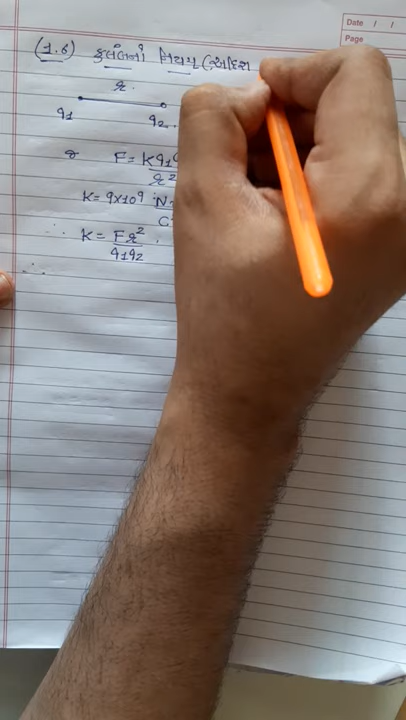 Date / /
Page
(1.6) કુલંબનો નિયમ (અદિશ
r
q1 q2
F = Kq1
r2
K = 9×10⁹ N
C
∴ K = Fr²
q1q2
∴